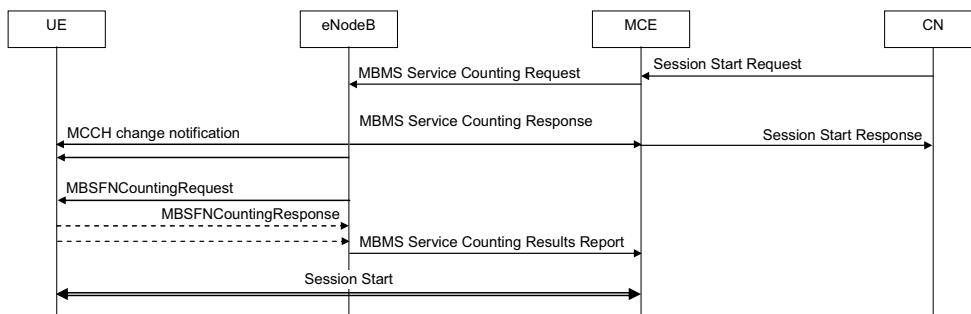 UE
eNodeB
MCE
CN
Session Start Request
MBMS Service Counting Request
MBMS Service Counting Response
MCCH change notification
Session Start Response
MBSFNCountingRequest
MBSFNCountingResponse
MBMS Service Counting Results Report
Session Start